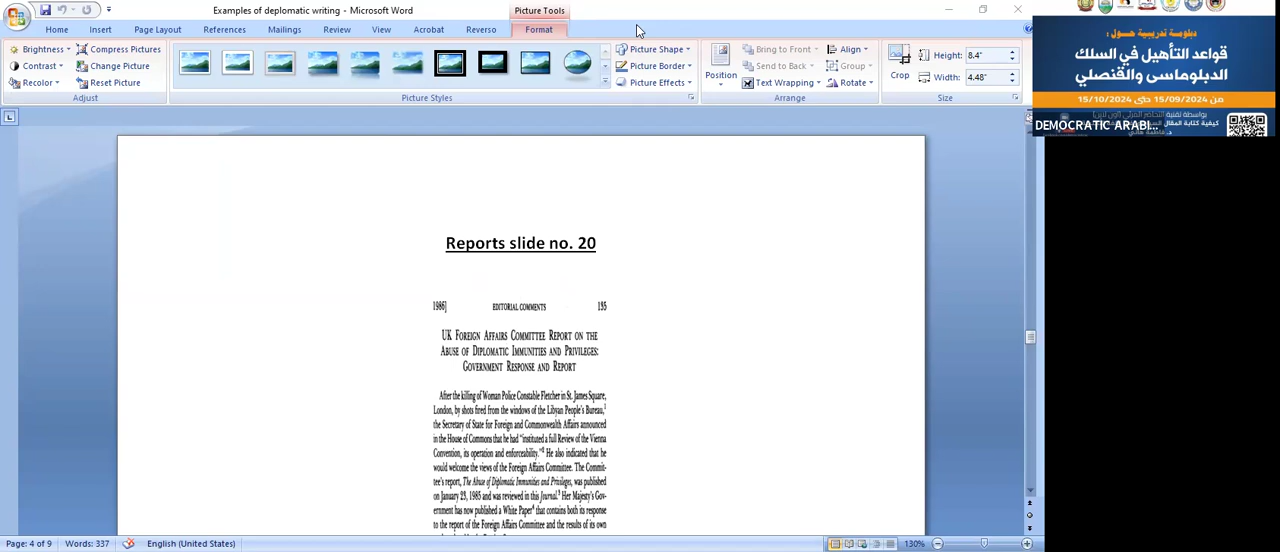 Examples of deplomatic writing - Microsoft Word
Picture Tools
Home
Insert
Page Layout
References
Mailings
Review
View
Acrobat
Reverso
Format
Brightness
Contrast
Recolor
Compress Pictures
Change Picture
Reset Picture
Adjust
Picture Styles
Picture Shape
Picture Border
Picture Effects
Position
Bring to Front
Send to Back
Text Wrapping
Align
Group
Rotate
Arrange
Crop
Height: 8.4"
Width: 4.48"
Size
دبلومة تدريبية حول :
قواعد التأهيل في السلك
الدبلوماسى والقنصلي
من 15/09/2024 حتى 15/10/2024
DEMOCRATIC ARABI...
Reports slide no. 20
1986] EDITORIAL COMMENTS 135
UK FOREIGN AFFAIRS COMMITTEE REPORT ON THE
ABUSE OF DIPLOMATIC IMMUNITIES AND PRIVILEGES:
GOVERNMENT RESPONSE AND REPORT
After the killing of Woman Police Constable Fletcher in St. James Square,
London, by shots fired from the windows of the Libyan People's Bureau,¹
the Secretary of State for Foreign and Commonwealth Affairs announced
in the House of Commons that he had "instituted a full Review of the Vienna
Convention, its operation and enforceability."² He also indicated that he
would welcome the views of the Foreign Affairs Committee. The Commit-
tee's report, The Abuse of Diplomatic Immunities and Privileges, was published
on January 23, 1985 and was reviewed in this Journal.³ Her Majesty's Gov-
ernment has now published a White Paper⁴ that contains both its response
to the report of the Foreign Affairs Committee and the results of its own
Page: 4 of 9
Words: 337
English (United States)
130%